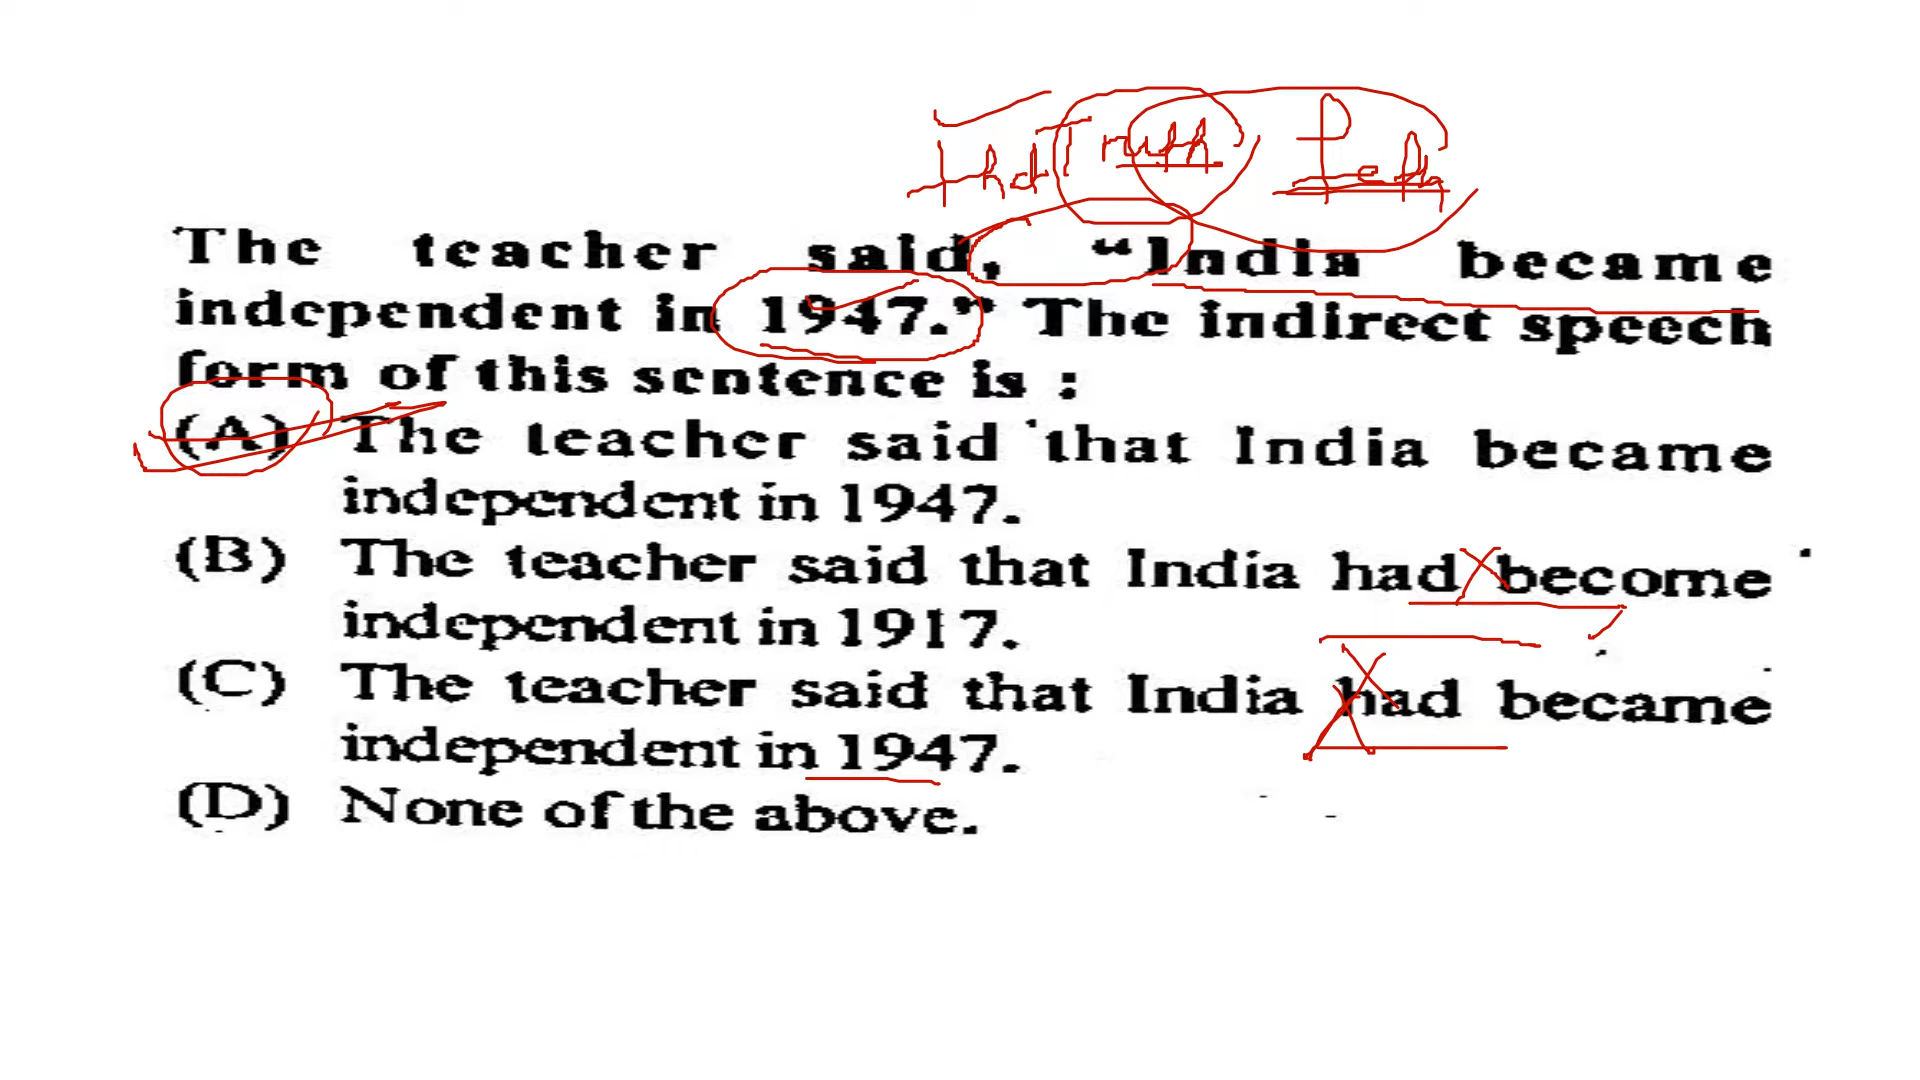 The teacher said, “India became
independent in 1947.” The indirect speech
form of this sentence is :
(A) The teacher said that India became
independent in 1947.
(B) The teacher said that India had become
independent in 1917.
(C) The teacher said that India had became
independent in 1947.
(D) None of the above.